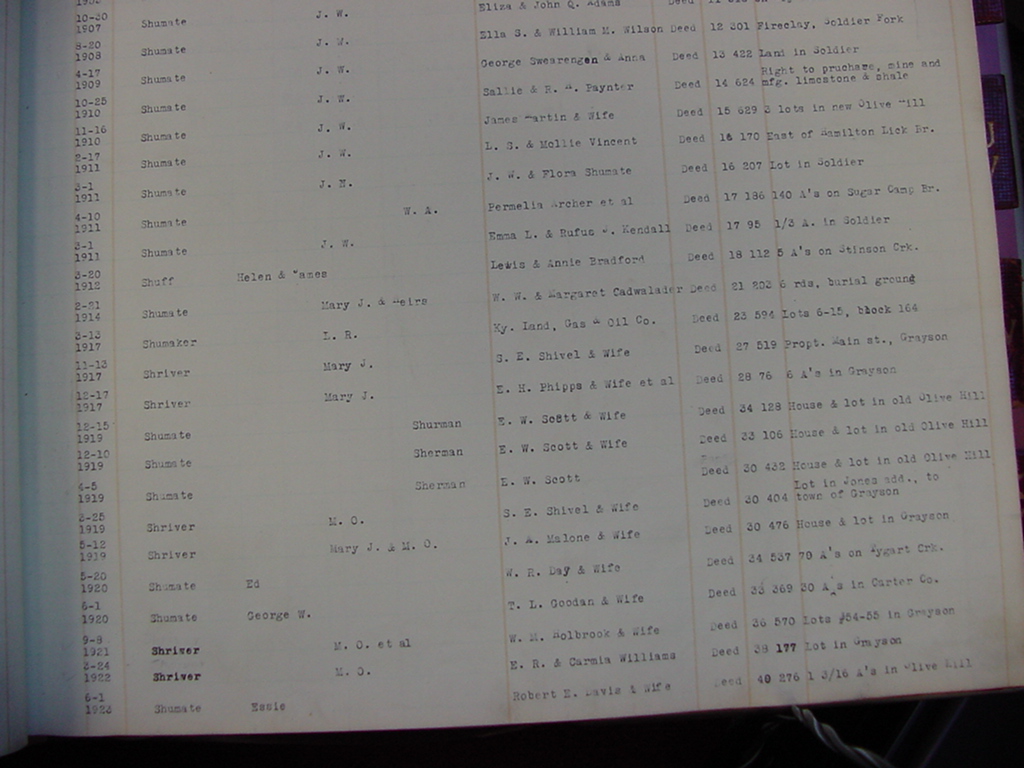 10-30
1907 Shumate J. W. Eliza & John Q. Adams Deed
8-20
1908 Shumate J. W. Ella S. & William M. Wilson Deed 12 301 Fireclay, Soldier Fork
4-17
1909 Shumate J. W. George Swearengen & Anna Deed 13 422 Land in Soldier
10-25 Right to pruchase, mine and
1910 Shumate J. W. Sallie & R. H. Paynter Deed 14 624 mfg. limestone & shale
11-16
1910 Shumate J. W. James Martin & Wife Deed 15 629 3 lots in new Olive Hill
2-17
1911 Shumate J. W. L. S. & Mollie Vincent Deed 16 170 East of Hamilton Lick Br.
3-1
1911 Shumate J. H. J. W. & Flora Shumate Deed 16 207 Lot in Soldier
4-10
1911 Shumate W. A. Permelia Archer et al Deed 17 186 140 A's on Sugar Camp Br.
3-1
1911 Shumate J. W. Emma L. & Rufus J. Kendall Deed 17 95 1/3 A. in Soldier
3-20
1912 Shuff Helen & James Lewis & Annie Bradford Deed 18 112 5 A's on Stinson Crk.
2-21
1914 Shumate Mary J. & Heirs W. W. & Margaret Cadwalader Deed 21 203 6 rds, burial ground
3-13
1917 Shumaker L. R. Ky. Land, Gas & Oil Co. Deed 23 594 Lots 6-15, block 164
11-13
1917 Shriver Mary J. S. E. Shivel & Wife Deed 27 519 Propt. Main st., Grayson
12-17
1917 Shriver Mary J. E. H. Phipps & Wife et al Deed 28 76 6 A's in Grayson
12-15
1919 Shumate Shurman E. W. Scott & Wife Deed 34 128 House & lot in old Olive Hill
12-10
1919 Shumate Sherman E. W. Scott & Wife Deed 33 106 House & lot in old Olive Hill
4-5
1919 Shumate Sherman E. W. Scott Deed 30 432 House & lot in old Olive Hill
3-25 Lot in Jones add., to
1919 Shriver M. O. S. E. Shivel & Wife Deed 30 404 town of Grayson
5-12
1919 Shriver Mary J. & M. O. J. A. Malone & Wife Deed 30 476 House & lot in Grayson
5-20
1920 Shumate Ed W. R. Day & Wife Deed 34 537 70 A's on Tygart Crk.
6-1
1920 Shumate George W. T. L. Goodan & Wife Deed 33 369 30 A's in Carter Co.
9-8
1921 Shriver M. O. et al W. M. Holbrook & Wife Deed 36 570 Lots #54-55 in Grayson
3-24
1922 Shriver M. O. E. R. & Carmia Williams Deed 38 177 Lot in Grayson
6-1
1923 Shumate Essie Robert E. Davis & Wife Deed 40 276 1 3/16 A's in Olive Hill